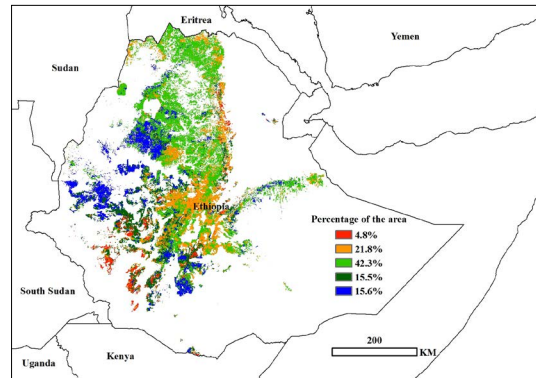 Eritrea
Yemen
Sudan
Ethiopia
Percentage of the area
4.8%
21.8%
42.3%
15.5%
15.6%
South Sudan
200
KM
Uganda
Kenya